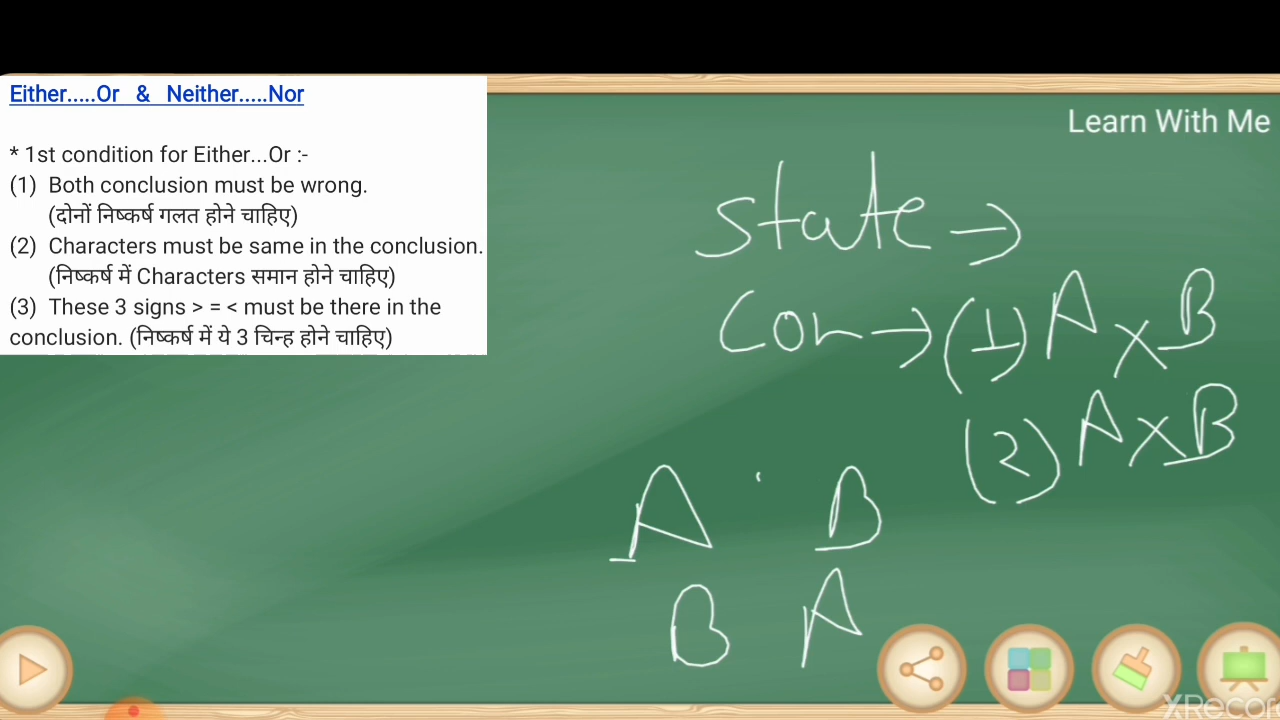 Either.....Or & Neither.....Nor
* 1st condition for Either...Or :-
(1) Both conclusion must be wrong.
(दोनों निष्कर्ष गलत होने चाहिए)
(2) Characters must be same in the conclusion.
(निष्कर्ष में Characters समान होने चाहिए)
(3) These 3 signs > = < must be there in the
conclusion. (निष्कर्ष में ये 3 चिन्ह होने चाहिए)
Learn With Me
State →
Con → (1) A × B
(2) A × B
A B
B A
XRecor